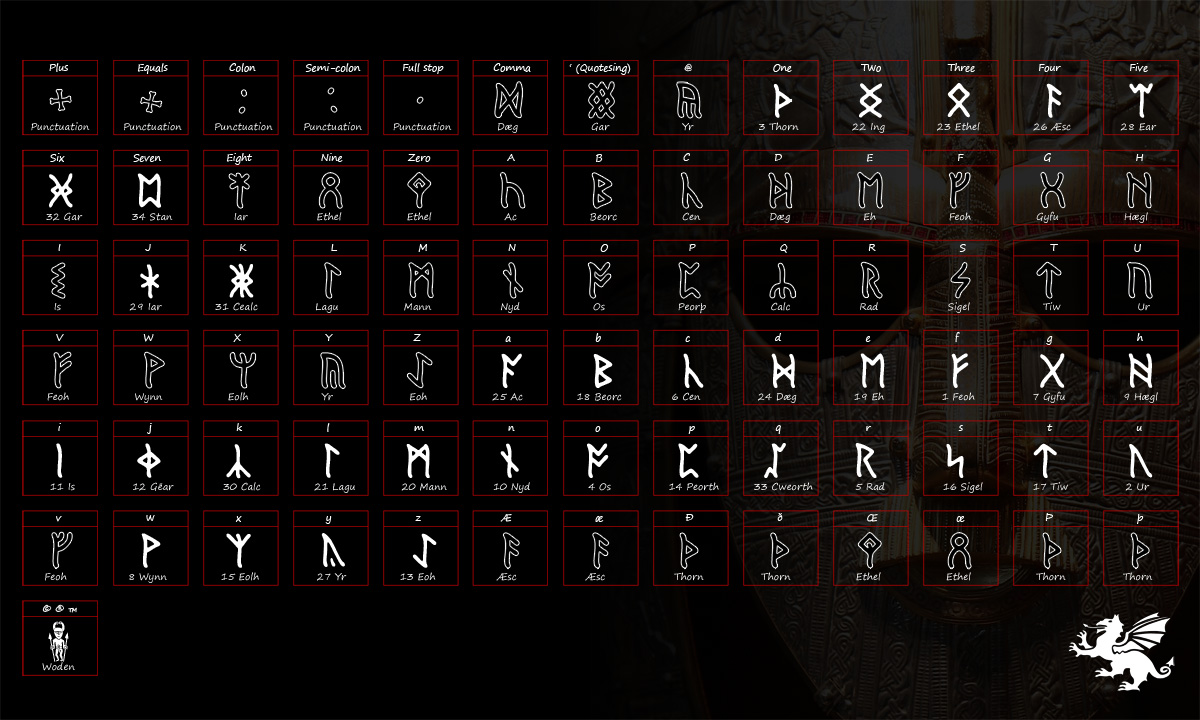 Plus Equals Colon Semi-colon Full stop Comma ‘ (Quotesing) @ One TWo Three Four Five
+ + : : . ᛞ ᚸ ᚣ ᚦ ᛝ ᛟ ᚫ ᛠ
Punctuation Punctuation Punctuation Punctuation Punctuation Dæg Gar Yr 3 Thorn 22 Ing 23 Ethel 26 Æsc 28 Ear
Six Seven Eight Nine Zero A B C D E F G H
ᚸ ᛥ ᛡ ᛟ ᛟ ᚪ ᛒ ᚳ ᛞ ᛖ ᚠ ᚷ ᚻ
32 Gar 34 Stan Iar Ethel Ethel Ac Beorc Cen Dæg Eh Feoh Gyfu Hægl
I J K L M N O P Q R S T U
ᛁ ᛡ ᛤ ᛚ ᛗ ᚾ ᚩ ᛈ ᛣ ᚱ ᛋ ᛏ ᚢ
Is 29 Iar 31 Cealc Lagu Mann Nyd Os Peorþ Calc Rad Sigel Tiw Ur
V W X Y Z a b c d e f g h
ᚠ ᚹ ᛉ ᚣ ᛇ ᚪ ᛒ ᚳ ᛞ ᛖ ᚠ ᚷ ᚻ
Feoh Wynn Eolh Yr Eoh 25 Ac 18 Beorc 6 Cen 24 Dæg 19 Eh 1 Feoh 7 Gyfu 9 Hægl
i j k l m n o p q r s t u
ᛁ ᛄ ᛣ ᛚ ᛗ ᚾ ᚩ ᛈ ᛢ ᚱ ᛋ ᛏ ᚢ
11 Is 12 Gēar 30 Calc 21 Lagu 20 Mann 10 Nyd 4 Os 14 Peorth 33 Cweorth 5 Rad 16 Sigel 17 Tiw 2 Ur
v w x y z Æ æ Ð ð Œ œ Þ þ
ᚠ ᚹ ᛉ ᚣ ᛇ ᚫ ᚫ ᚦ ᚦ ᛟ ᛟ ᚦ ᚦ
Feoh 8 Wynn 15 Eolh 27 Yr 13 Eoh Æsc Æsc Thorn Thorn Ethel Ethel Thorn Thorn
© ® ™
Woden